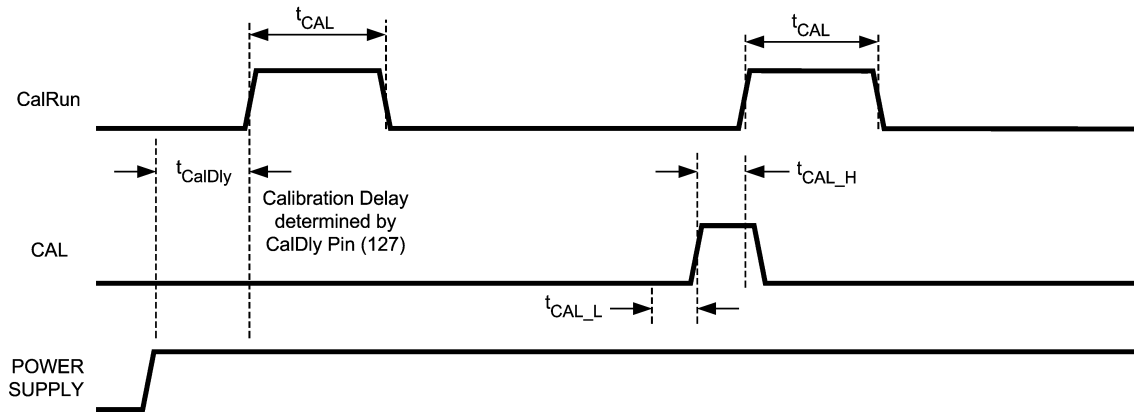 tCAL
tCAL
CalRun
tCalDly
tCAL_H
Calibration Delay
determined by
CalDly Pin (127)
CAL
tCAL_L
POWER
SUPPLY